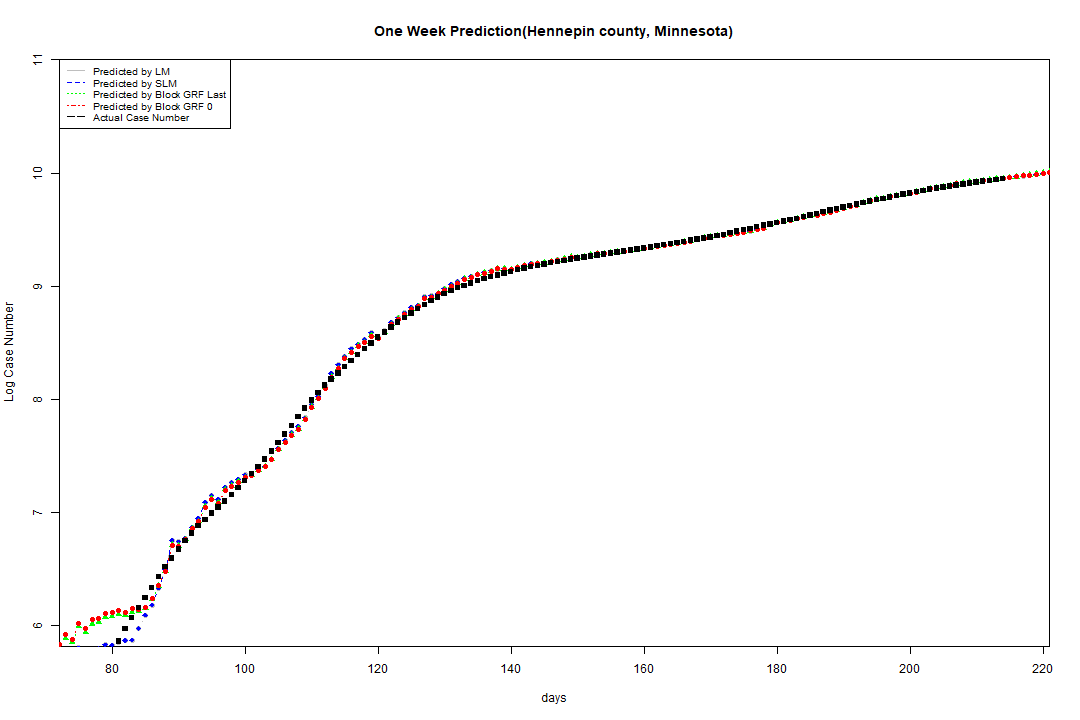 One Week Prediction(Hennepin county, Minnesota)
Predicted by LM
Predicted by SLM
Predicted by Block GRF Last
Predicted by Block GRF 0
Actual Case Number
Log Case Number
11
10
9
8
7
6
80 100 120 140 160 180 200 220
days